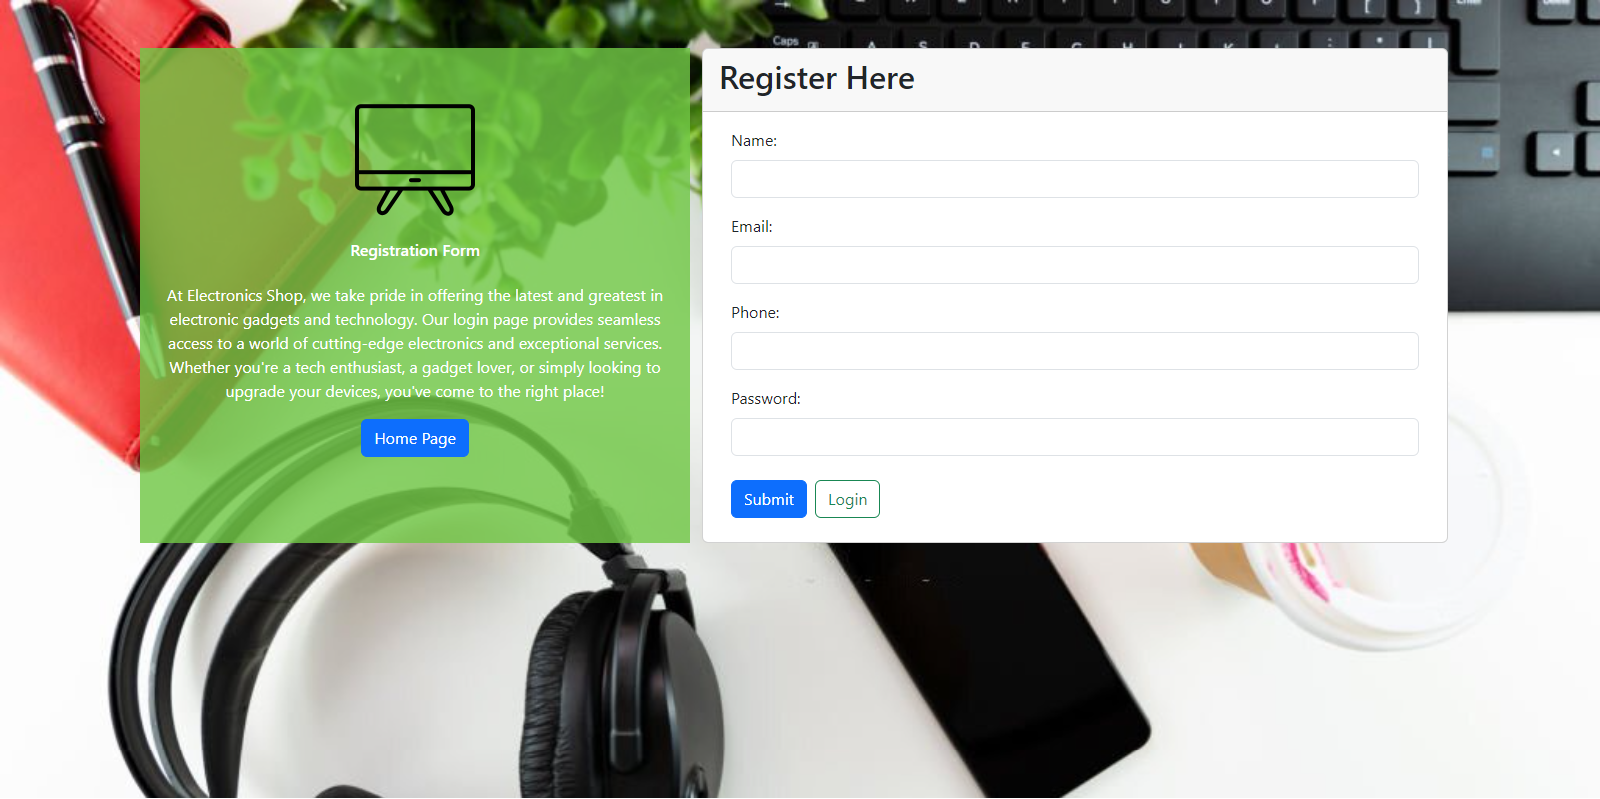 Caps
Register Here
Name:
Email:
Phone:
Password:
Submit
Login
Registration Form
At Electronics Shop, we take pride in offering the latest and greatest in
electronic gadgets and technology. Our login page provides seamless
access to a world of cutting-edge electronics and exceptional services.
Whether you're a tech enthusiast, a gadget lover, or simply looking to
upgrade your devices, you've come to the right place!
Home Page